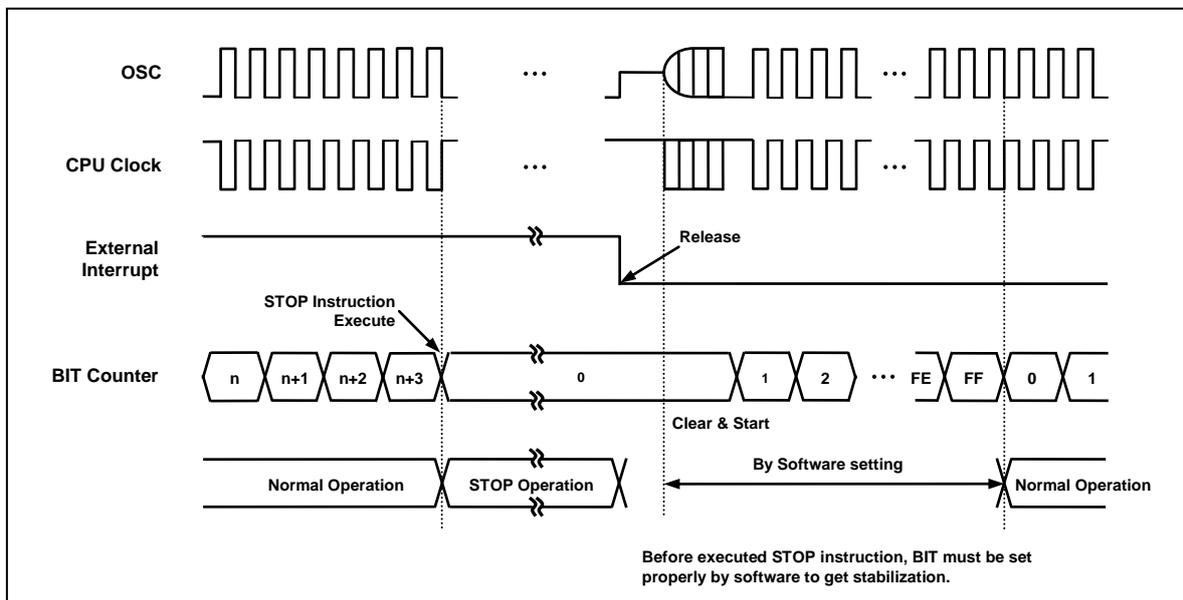 OSC
...
...
CPU Clock
...
...
External
Interrupt
Release
STOP Instruction
Execute
BIT Counter
n
n+1
n+2
n+3
0
1
2
...
FE
FF
0
1
Clear & Start
Normal Operation
STOP Operation
By Software setting
Normal Operation
Before executed STOP instruction, BIT must be set
properly by software to get stabilization.